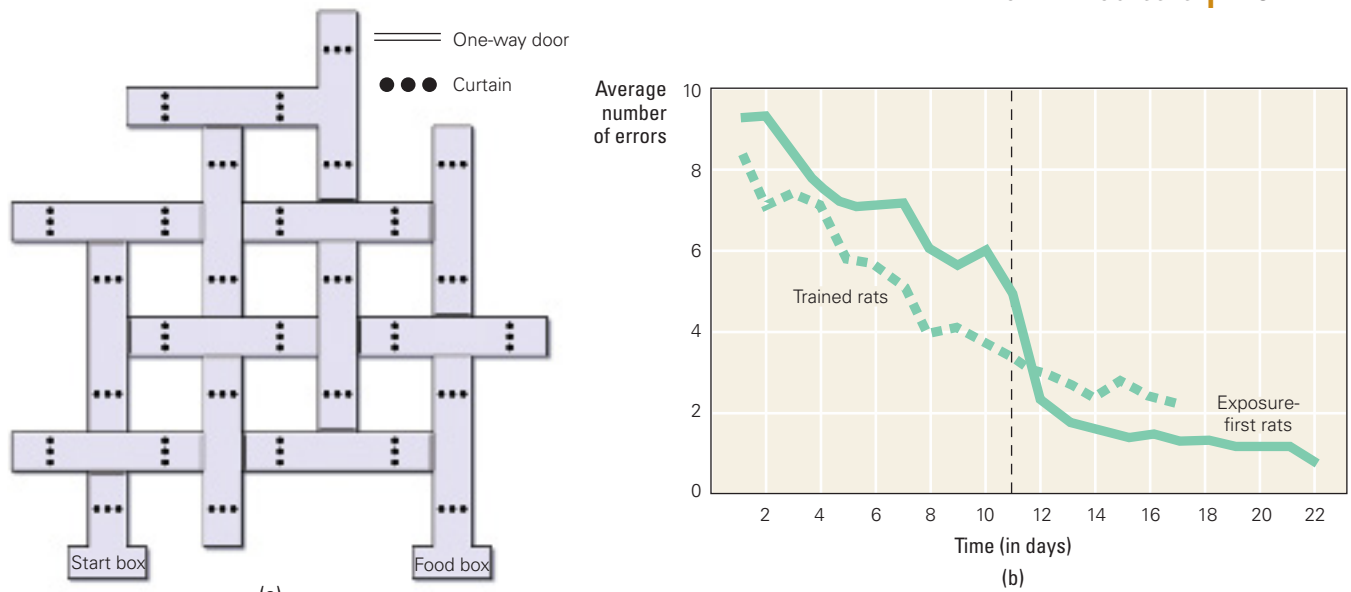 One-way door
Curtain
Start box
Food box
Average
number
of errors
10
8
6
4
2
0
Trained rats
Exposure-
first rats
2 4 6 8 10 12 14 16 18 20 22
Time (in days)
(b)